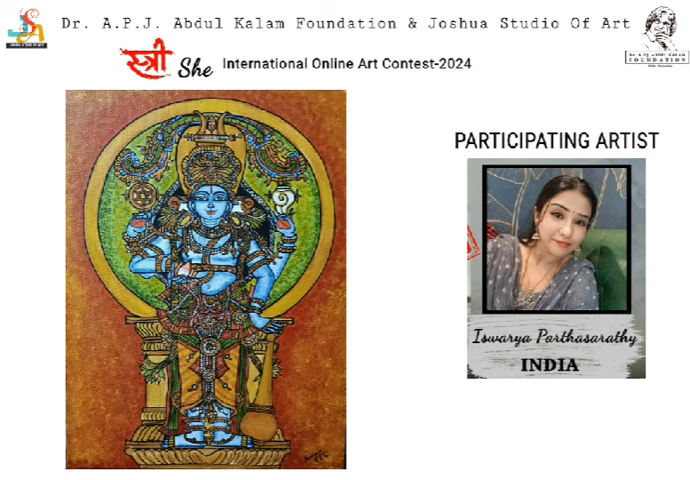 Dr. A.P.J. Abdul Kalam Foundation & Joshua Studio Of Art
स्त्री She International Online Art Contest-2024
PARTICIPATING ARTIST
Iswarya Parthasarathy
INDIA
FOUNDATION